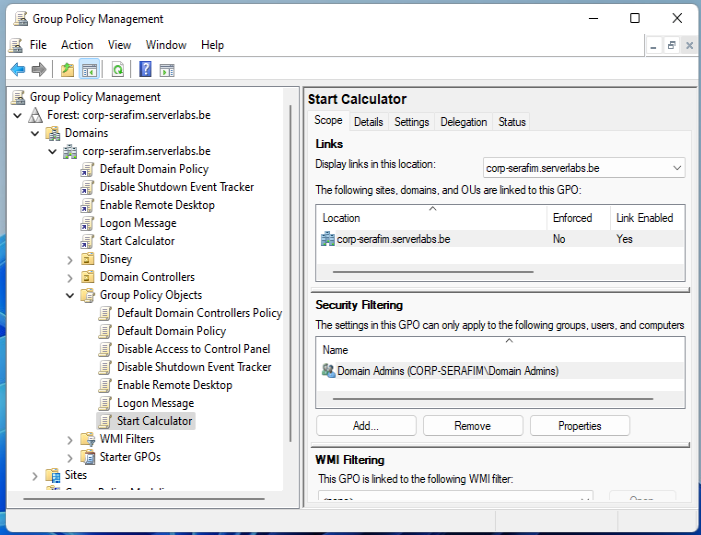 Group Policy Management
File Action View Window Help
Group Policy Management
Forest: corp-serafim.serverlabs.be
Domains
corp-serafim.serverlabs.be
Default Domain Policy
Disable Shutdown Event Tracker
Enable Remote Desktop
Logon Message
Start Calculator
Disney
Domain Controllers
Group Policy Objects
Default Domain Controllers Policy
Default Domain Policy
Disable Access to Control Panel
Disable Shutdown Event Tracker
Enable Remote Desktop
Logon Message
Start Calculator
WMI Filters
Starter GPOs
Sites
Start Calculator
Scope Details Settings Delegation Status
Links
Display links in this location: corp-serafim.serverlabs.be
The following sites, domains, and OUs are linked to this GPO:
Location Enforced Link Enabled
corp-serafim.serverlabs.be No Yes
Security Filtering
The settings in this GPO can only apply to the following groups, users, and computers
Name
Domain Admins (CORP-SERAFIM\Domain Admins)
Add... Remove Properties
WMI Filtering
This GPO is linked to the following WMI filter: